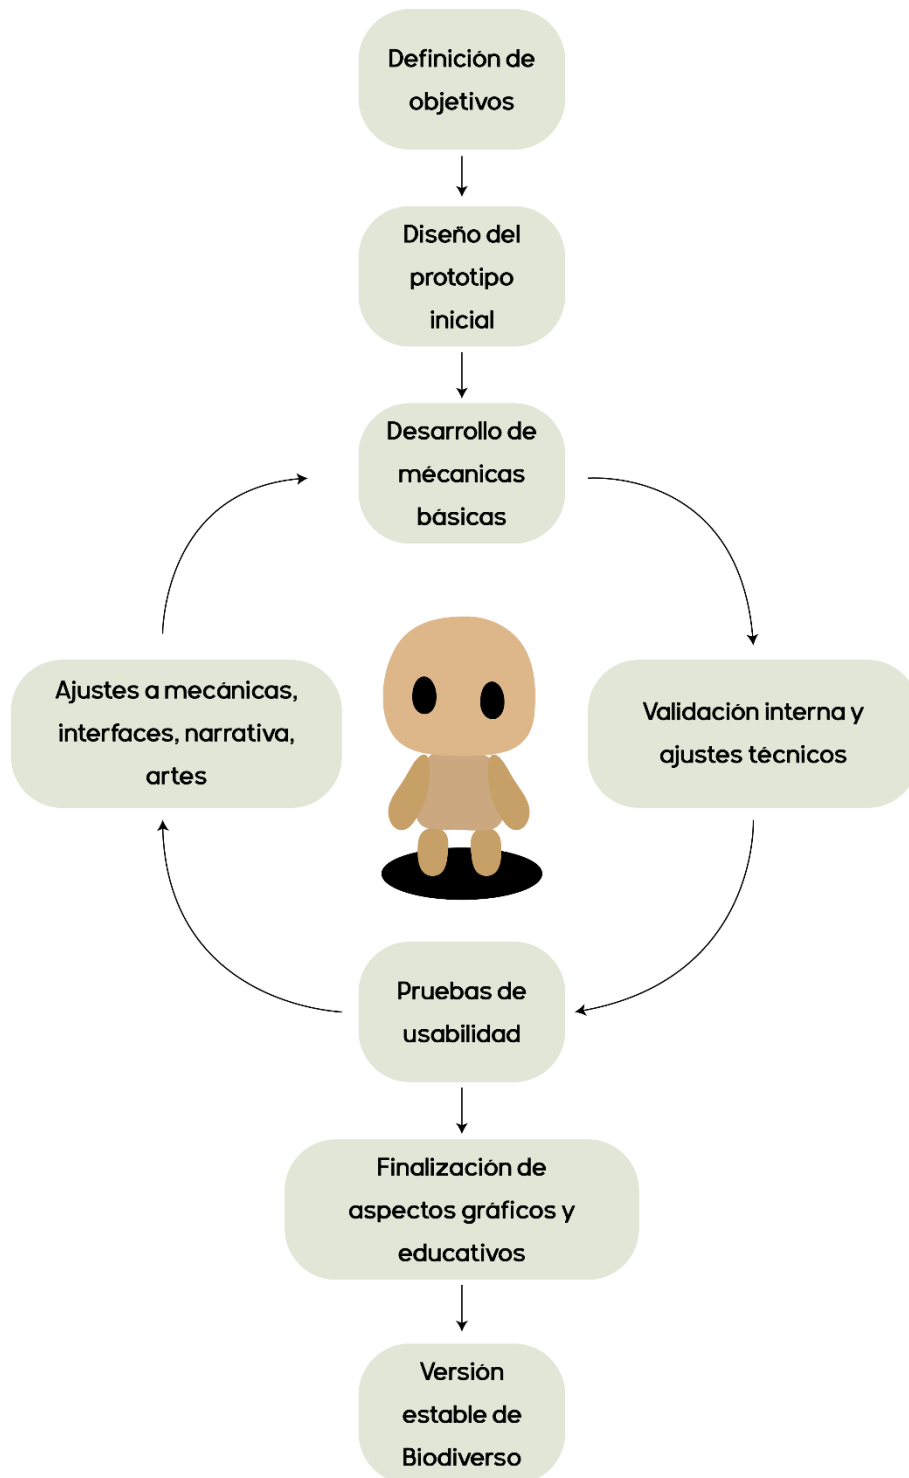 Definición de
objetivos
Diseño del
prototipo
inicial
Desarrollo de
mécanicas
básicas
Ajustes a mecánicas,
interfaces, narrativa,
artes
Validación interna y
ajustes técnicos
Pruebas de
usabilidad
Finalización de
aspectos gráficos y
educativos
Versión
estable de
Biodiverso